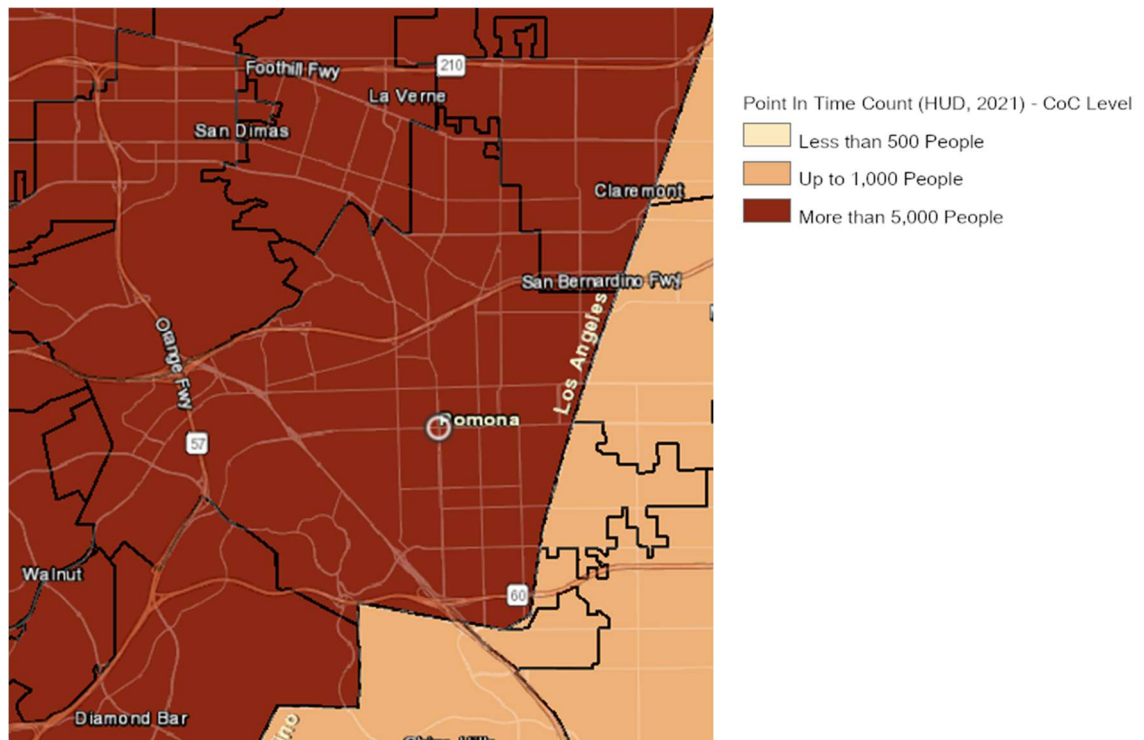 Foothill Fwy
210
La Verne
San Dimas
Claremont
San Bernardino Fwy
Los Angeles
Orange Fwy
Pomona
57
Walnut
60
Diamond Bar
Point In Time Count (HUD, 2021) - CoC Level
Less than 500 People
Up to 1,000 People
More than 5,000 People